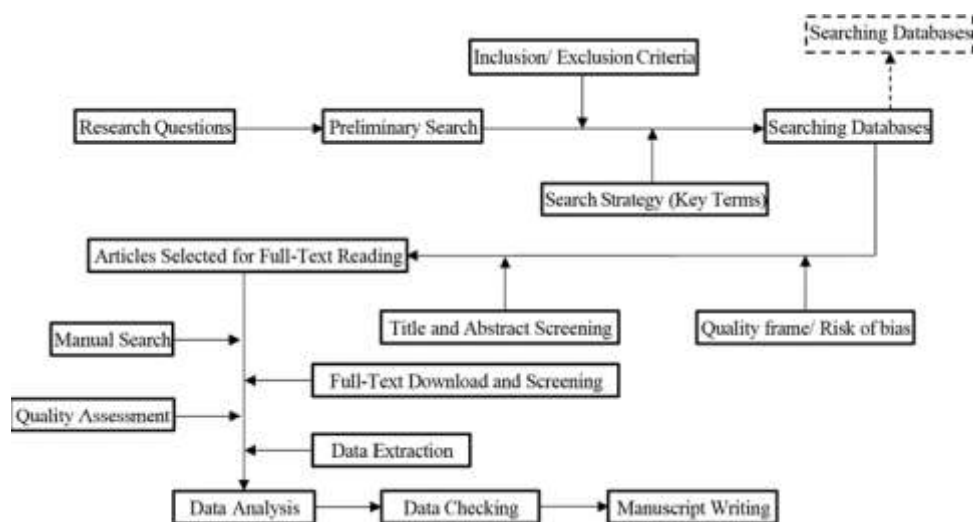 Searching Databases
Inclusion/ Exclusion Criteria
Research Questions
Preliminary Search
Searching Databases
Search Strategy (Key Terms)
Articles Selected for Full-Text Reading
Title and Abstract Screening
Quality frame/ Risk of bias
Manual Search
Full-Text Download and Screening
Quality Assessment
Data Extraction
Data Analysis
Data Checking
Manuscript Writing